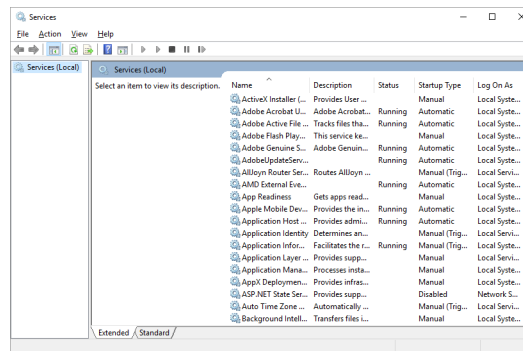 Services
File Action View Help
Services (Local)
Services (Local)
Select an item to view its description.
Name Description Status Startup Type Log On As
ActiveX Installer (... Provides User ... Manual Local Syste...
Adobe Acrobat U... Adobe Acrobat... Running Automatic Local Syste...
Adobe Active File ... Tracks files tha... Running Automatic Local Syste...
Adobe Flash Play... This service ke... Manual Local Syste...
Adobe Genuine S... Adobe Genuin... Running Automatic Local Syste...
AdobeUpdateServ... Running Automatic Local Syste...
AllJoyn Router Ser... Routes AllJoyn ... Manual (Trig... Local Servi...
AMD External Eve... Running Automatic Local Syste...
App Readiness Gets apps read... Manual Local Syste...
Apple Mobile Dev... Provides the in... Running Automatic Local Syste...
Application Host ... Provides admi... Running Automatic Local Syste...
Application Identity Determines an... Manual (Trig... Local Servi...
Application Infor... Facilitates the r... Running Manual (Trig... Local Syste...
Application Layer ... Provides supp... Manual Local Servi...
Application Mana... Processes insta... Manual Local Syste...
AppX Deploymen... Provides infras... Manual Local Syste...
ASP.NET State Ser... Provides supp... Disabled Network S...
Auto Time Zone ... Automatically ... Manual (Trig... Local Servi...
Background Intell... Transfers files i... Manual Local Syste...
Extended Standard